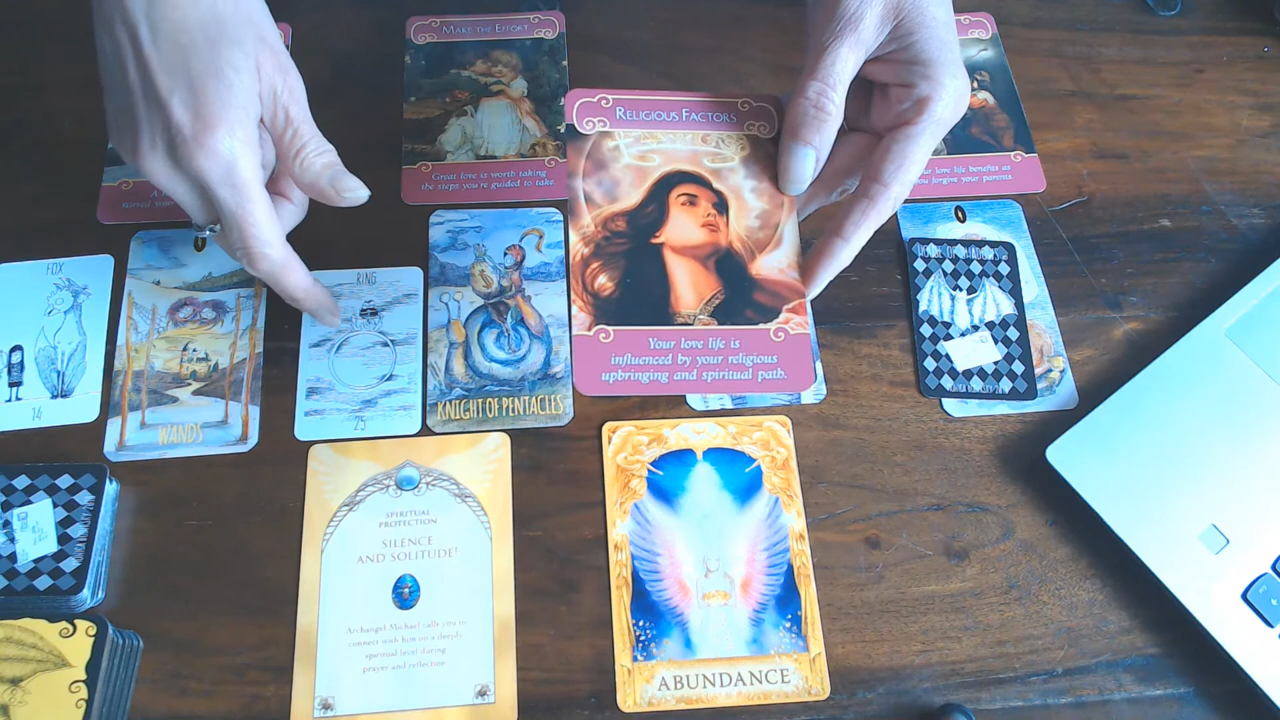 MAKE THE EFFORT
Great love is worth taking
the steps you're guided to take.
RELIGIOUS FACTORS
Your love life is
influenced by your religious
upbringing and spiritual path.
love life benefits as
you forgive your parents
FOX
14
WANDS
RING
25
KNIGHT OF PENTACLES
HOUSE OF SHADOWS
SPIRITUAL
PROTECTION
SILENCE
AND SOLITUDE!
Archangel Michael calls you to
connect with him on a deeply
spiritual level during
prayer and reflection
ABUNDANCE